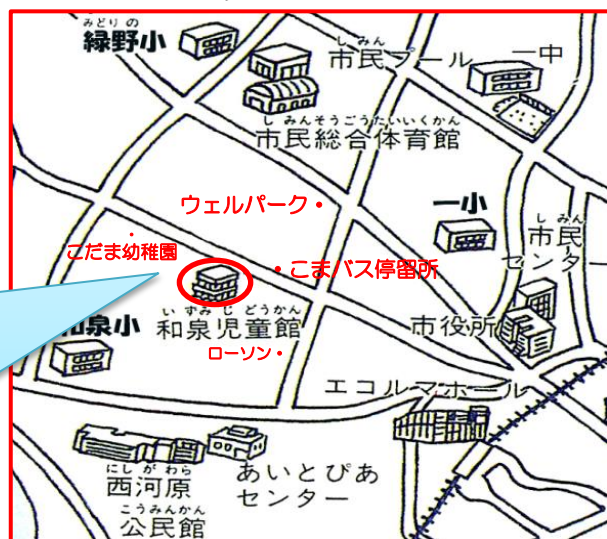 みどりの
緑野小
しみん
市民プール
一中
しみんそうごうたいいくかん
市民総合体育館
ウェルパーク・
一小
しみん
市民
センター
こだま幼稚園
・こまバス停留所
いずみじどうかん
和泉児童館
和泉小
市役所
ローソン・
エコルマホール
にしがわら
西河原
こうみんかん
公民館
あいとぴあ
センター